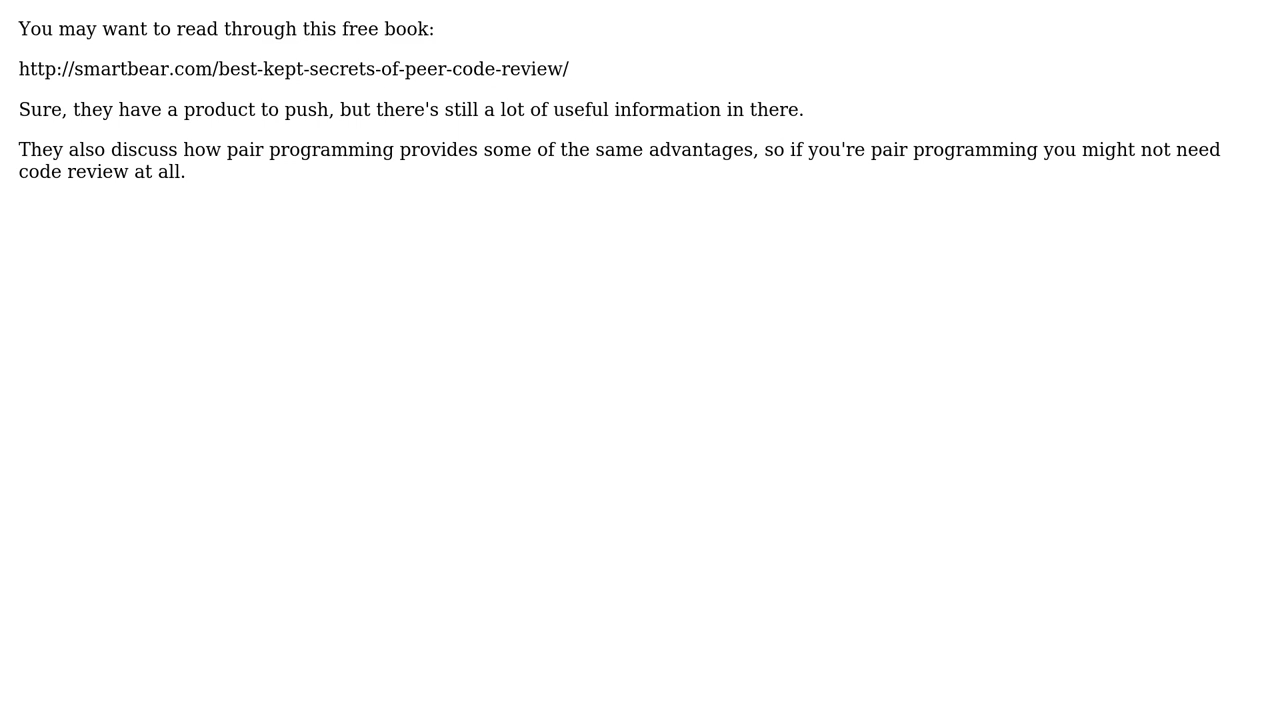 You may want to read through this free book:
http://smartbear.com/best-kept-secrets-of-peer-code-review/
Sure, they have a product to push, but there's still a lot of useful information in there.
They also discuss how pair programming provides some of the same advantages, so if you're pair programming you might not need
code review at all.